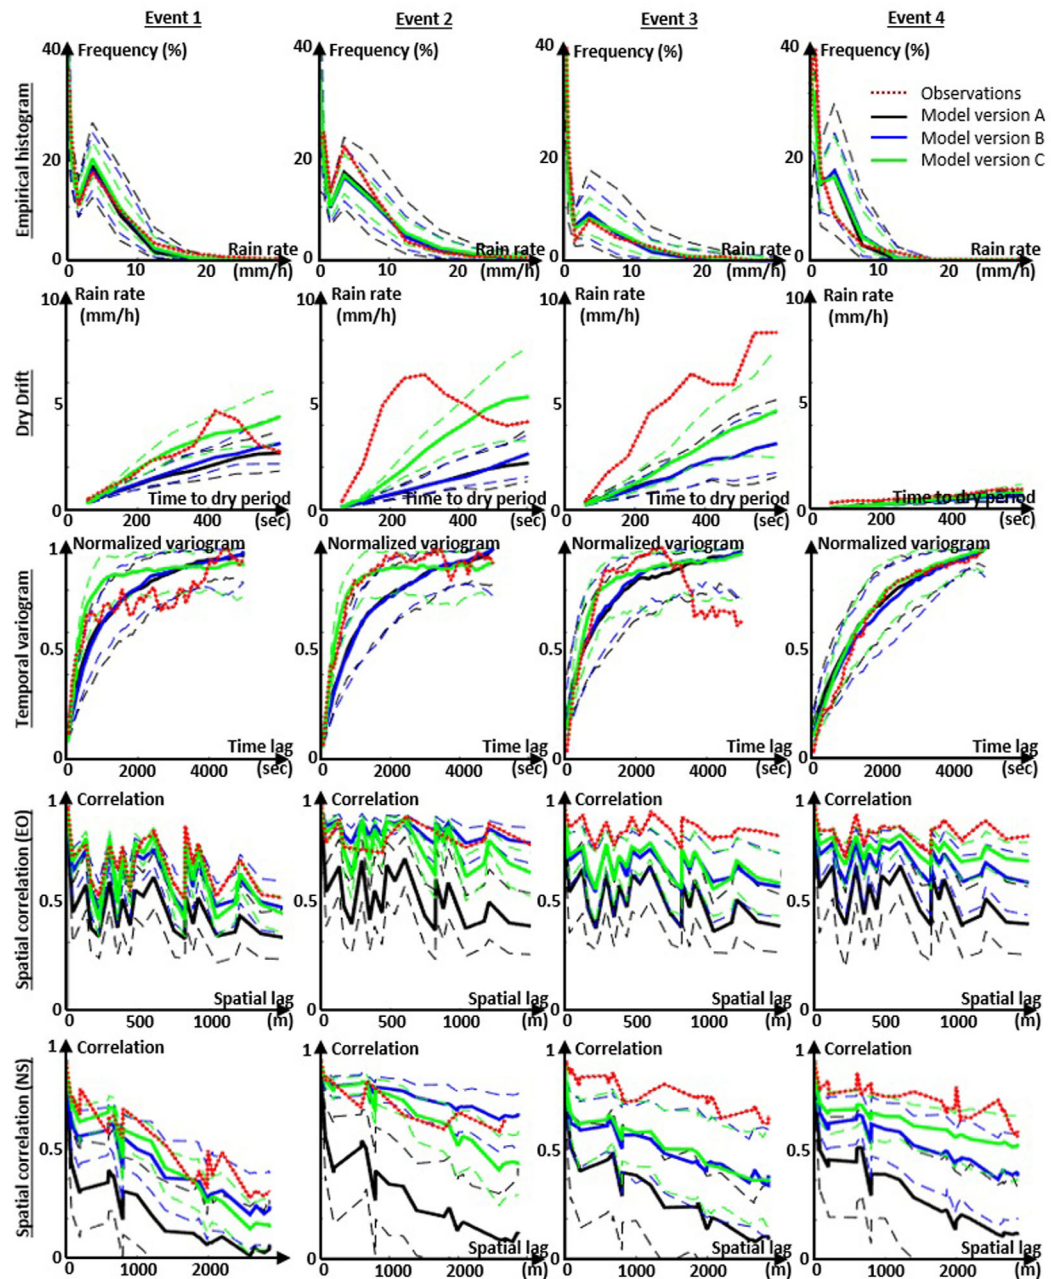 Event 1 Event 2 Event 3 Event 4
Empirical histogram
40 Frequency (%) 40 Frequency (%) 40 Frequency (%) 40 Frequency (%)
Observations
Model version A
Model version B
Model version C
20 20 20 20
Rain rate Rain rate Rain rate Rain rate
0 0 0 0
0 10 20 (mm/h) 0 10 20 (mm/h) 0 10 20 (mm/h) 0 10 20 (mm/h)
Dry Drift
10 Rain rate 10 Rain rate 10 Rain rate 10 Rain rate
(mm/h) (mm/h) (mm/h) (mm/h)
5 5 5 5
Time to dry period Time to dry period Time to dry period Time to dry period
0 200 400 (sec) 0 200 400 (sec) 0 200 400 (sec) 0 200 400 (sec)
Temporal variogram
1 Normalized variogram 1 Normalized variogram 1 Normalized variogram 1 Normalized variogram
0.5 0.5 0.5 0.5
Time lag Time lag Time lag Time lag
0 0 0 0
0 2000 4000 (sec) 0 2000 4000 (sec) 0 2000 4000 (sec) 0 2000 4000 (sec)
Spatial correlation (EO)
1 Correlation 1 Correlation 1 Correlation 1 Correlation
0.5 0.5 0.5 0.5
Spatial lag Spatial lag Spatial lag Spatial lag
0 0 0 0
0 500 1000 (m) 0 500 1000 (m) 0 500 1000 (m) 0 500 1000 (m)
Spatial correlation (NS)
1 Correlation 1 Correlation 1 Correlation 1 Correlation
0.5 0.5 0.5 0.5
Spatial lag Spatial lag Spatial lag
0 0 0 0
0 1000 2000 (m) 0 1000 2000 (m) 0 1000 2000 (m) 0 1000 2000 (m)